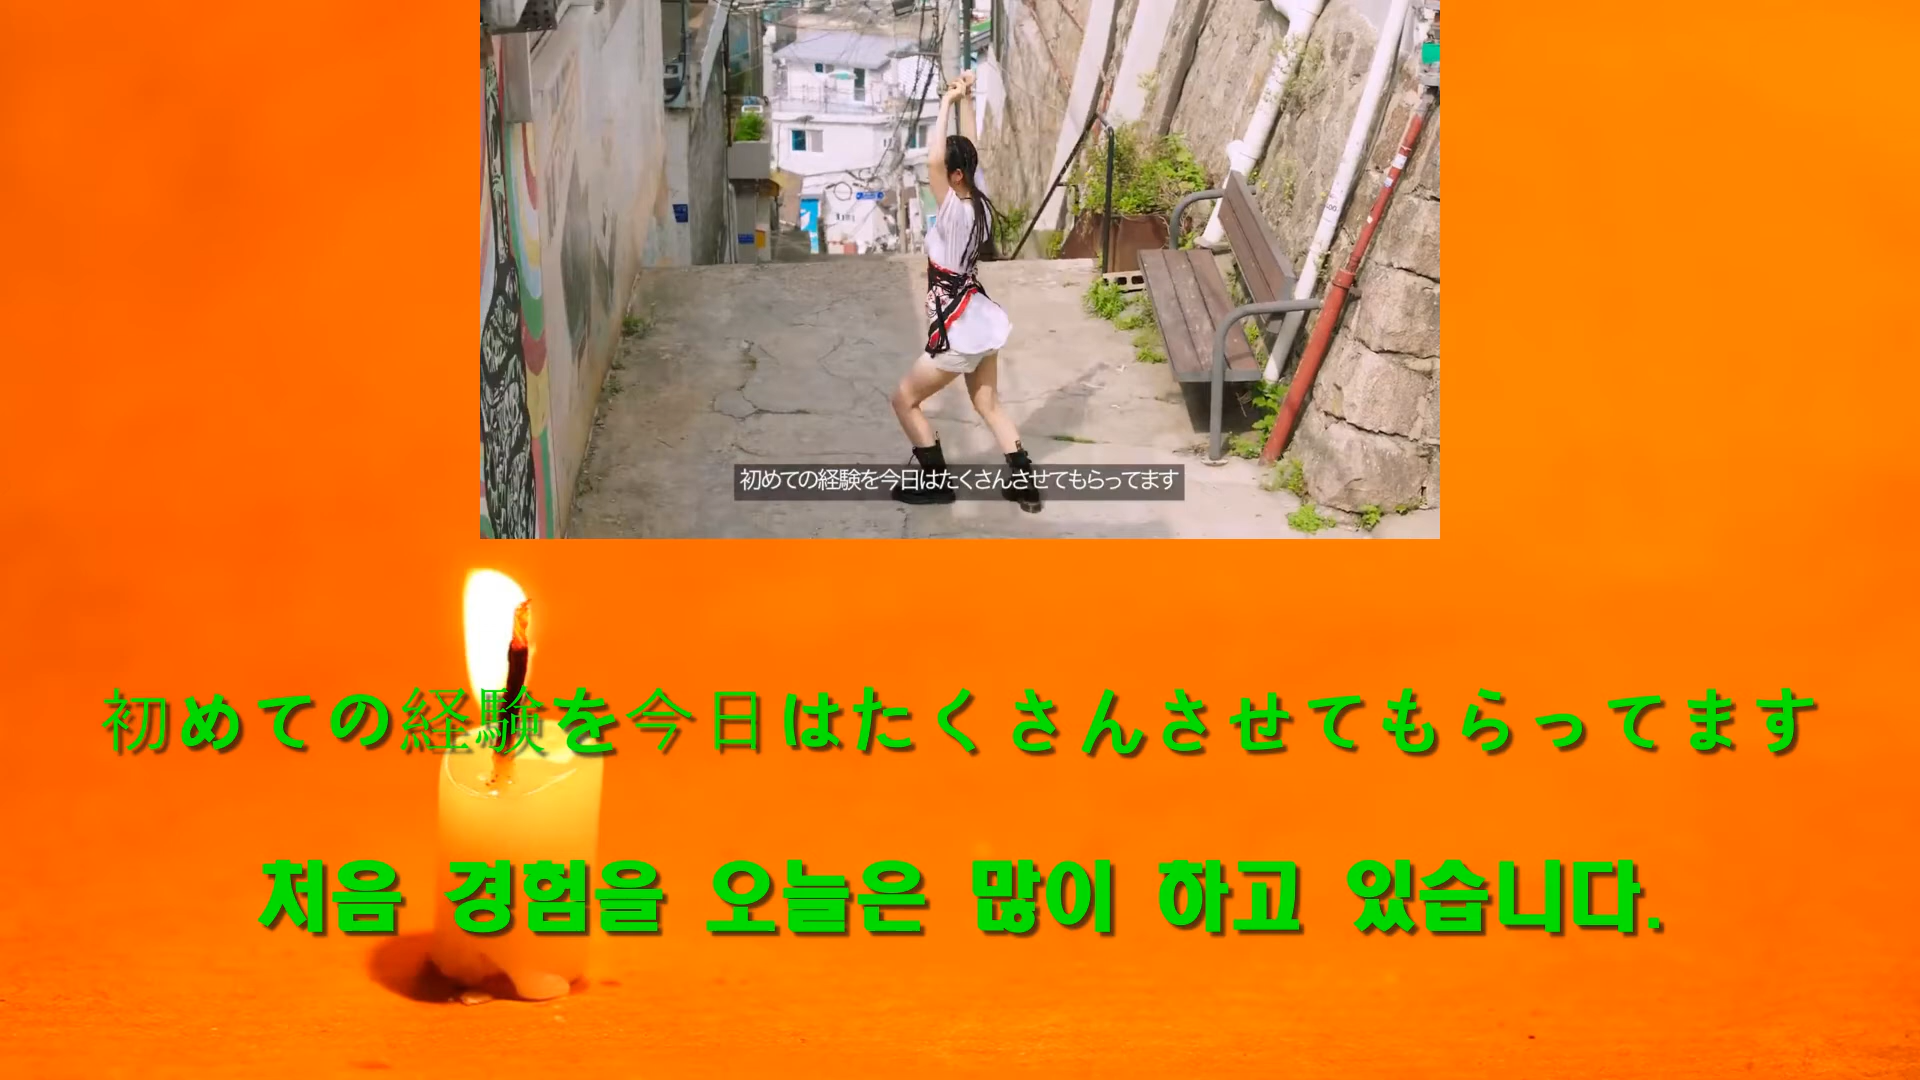 初めての経験を今日はたくさんさせてもらってます
初めての経験を今日はたくさんさせてもらってます
처음 경험을 오늘은 많이 하고 있습니다.